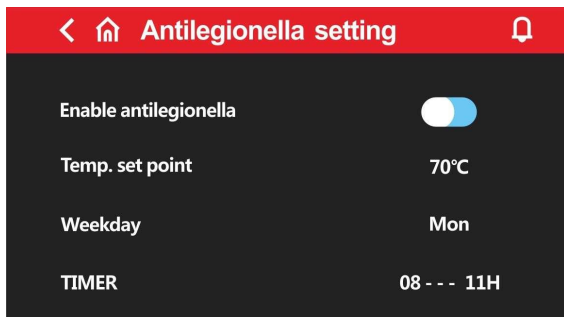 Antilegionella setting
Enable antilegionella
Temp. set point 70℃
Weekday Mon
TIMER 08 - - - 11H